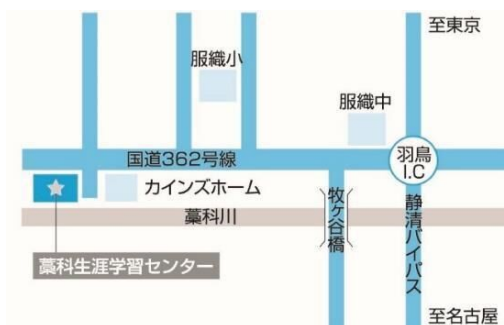 至東京
服織小
服織中
国道362号線
羽鳥
I.C
カインズホーム
藁科川
牧ヶ谷橋
静清バイパス
藁科生涯学習センター
至名古屋